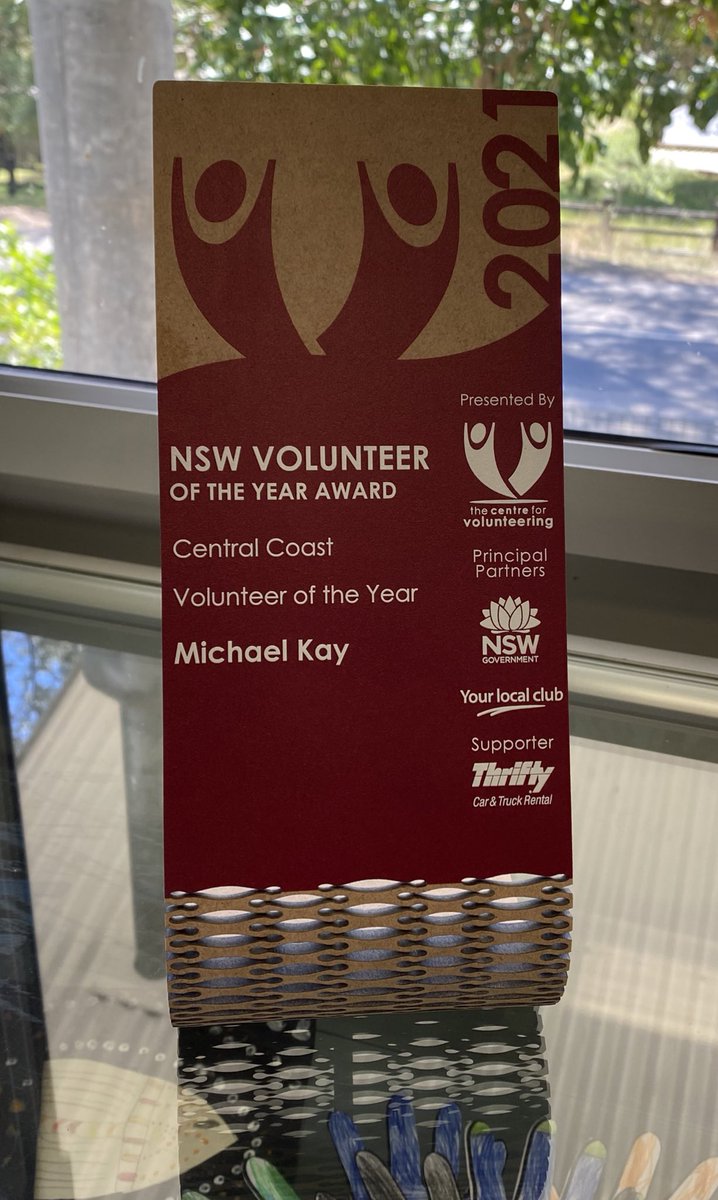 2021
NSW VOLUNTEER
OF THE YEAR AWARD
Central Coast
Volunteer of the Year
Michael Kay
Presented By
the centre for
volunteering
Principal
Partners
NSW
GOVERNMENT
Your local club
Supporter
Thrifty
Car & Truck Rental